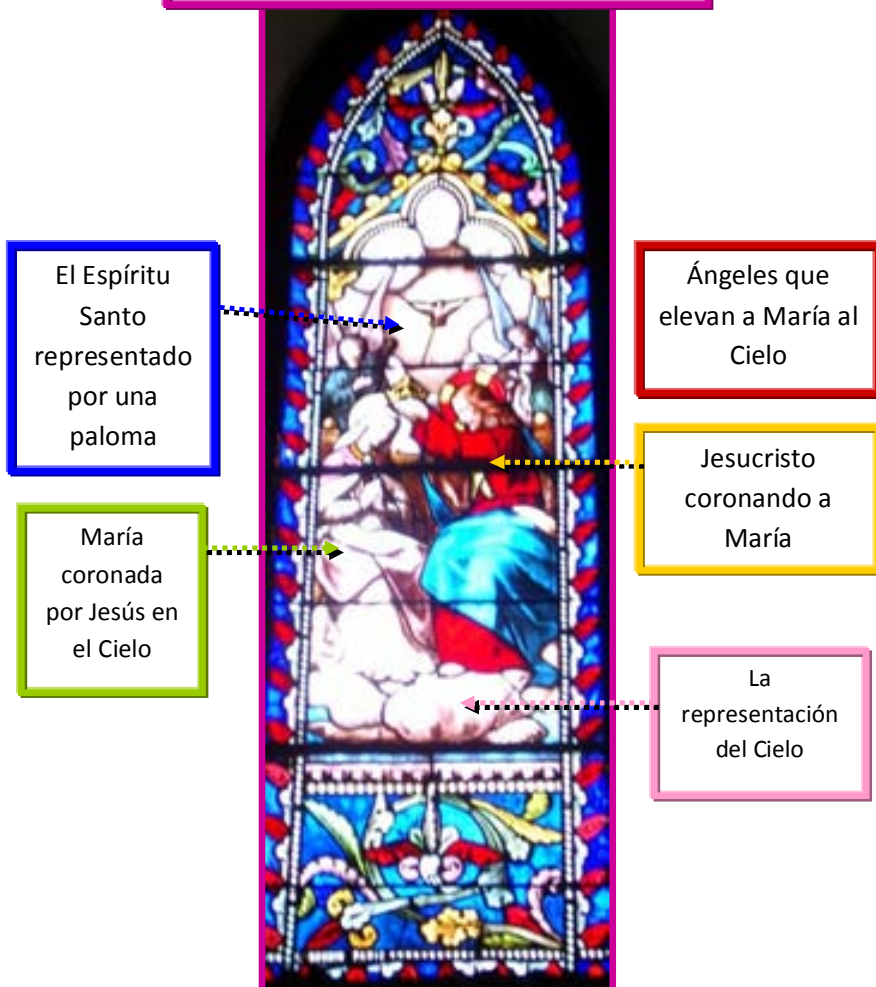 El Espíritu
Santo
representado
por una
paloma
María
coronada
por Jesús en
el Cielo
Ángeles que
elevan a María al
Cielo
Jesucristo
coronando a
María
La
representación
del Cielo